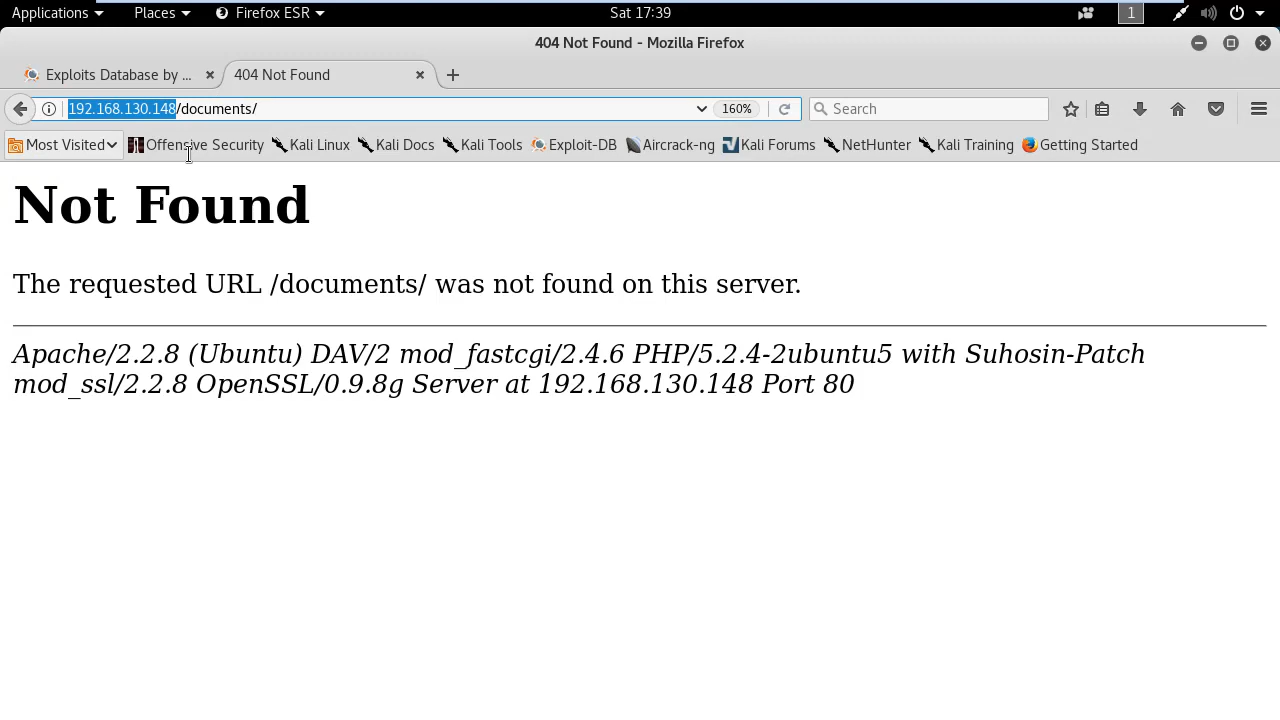 Applications Places Firefox ESR Sat 17:39 1
404 Not Found - Mozilla Firefox
Exploits Database by ... 404 Not Found
192.168.130.148/documents/ 160% Search
Most Visited Offensive Security Kali Linux Kali Docs Kali Tools Exploit-DB Aircrack-ng Kali Forums NetHunter Kali Training Getting Started
Not Found
The requested URL /documents/ was not found on this server.
Apache/2.2.8 (Ubuntu) DAV/2 mod_fastcgi/2.4.6 PHP/5.2.4-2ubuntu5 with Suhosin-Patch
mod_ssl/2.2.8 OpenSSL/0.9.8g Server at 192.168.130.148 Port 80